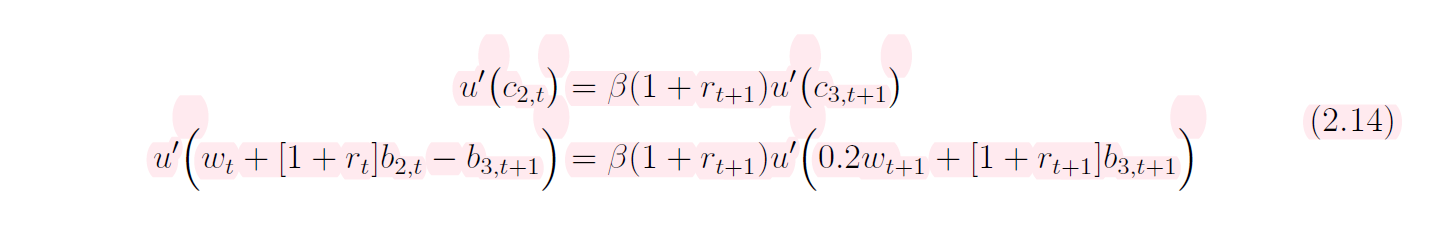 u′(c₂,ₜ) = β(1 + rₜ₊₁)u′(c₃,ₜ₊₁)
u′(wₜ + [1 + rₜ]b₂,ₜ − b₃,ₜ₊₁) = β(1 + rₜ₊₁)u′(0.2wₜ₊₁ + [1 + rₜ₊₁]b₃,ₜ₊₁)
(2.14)